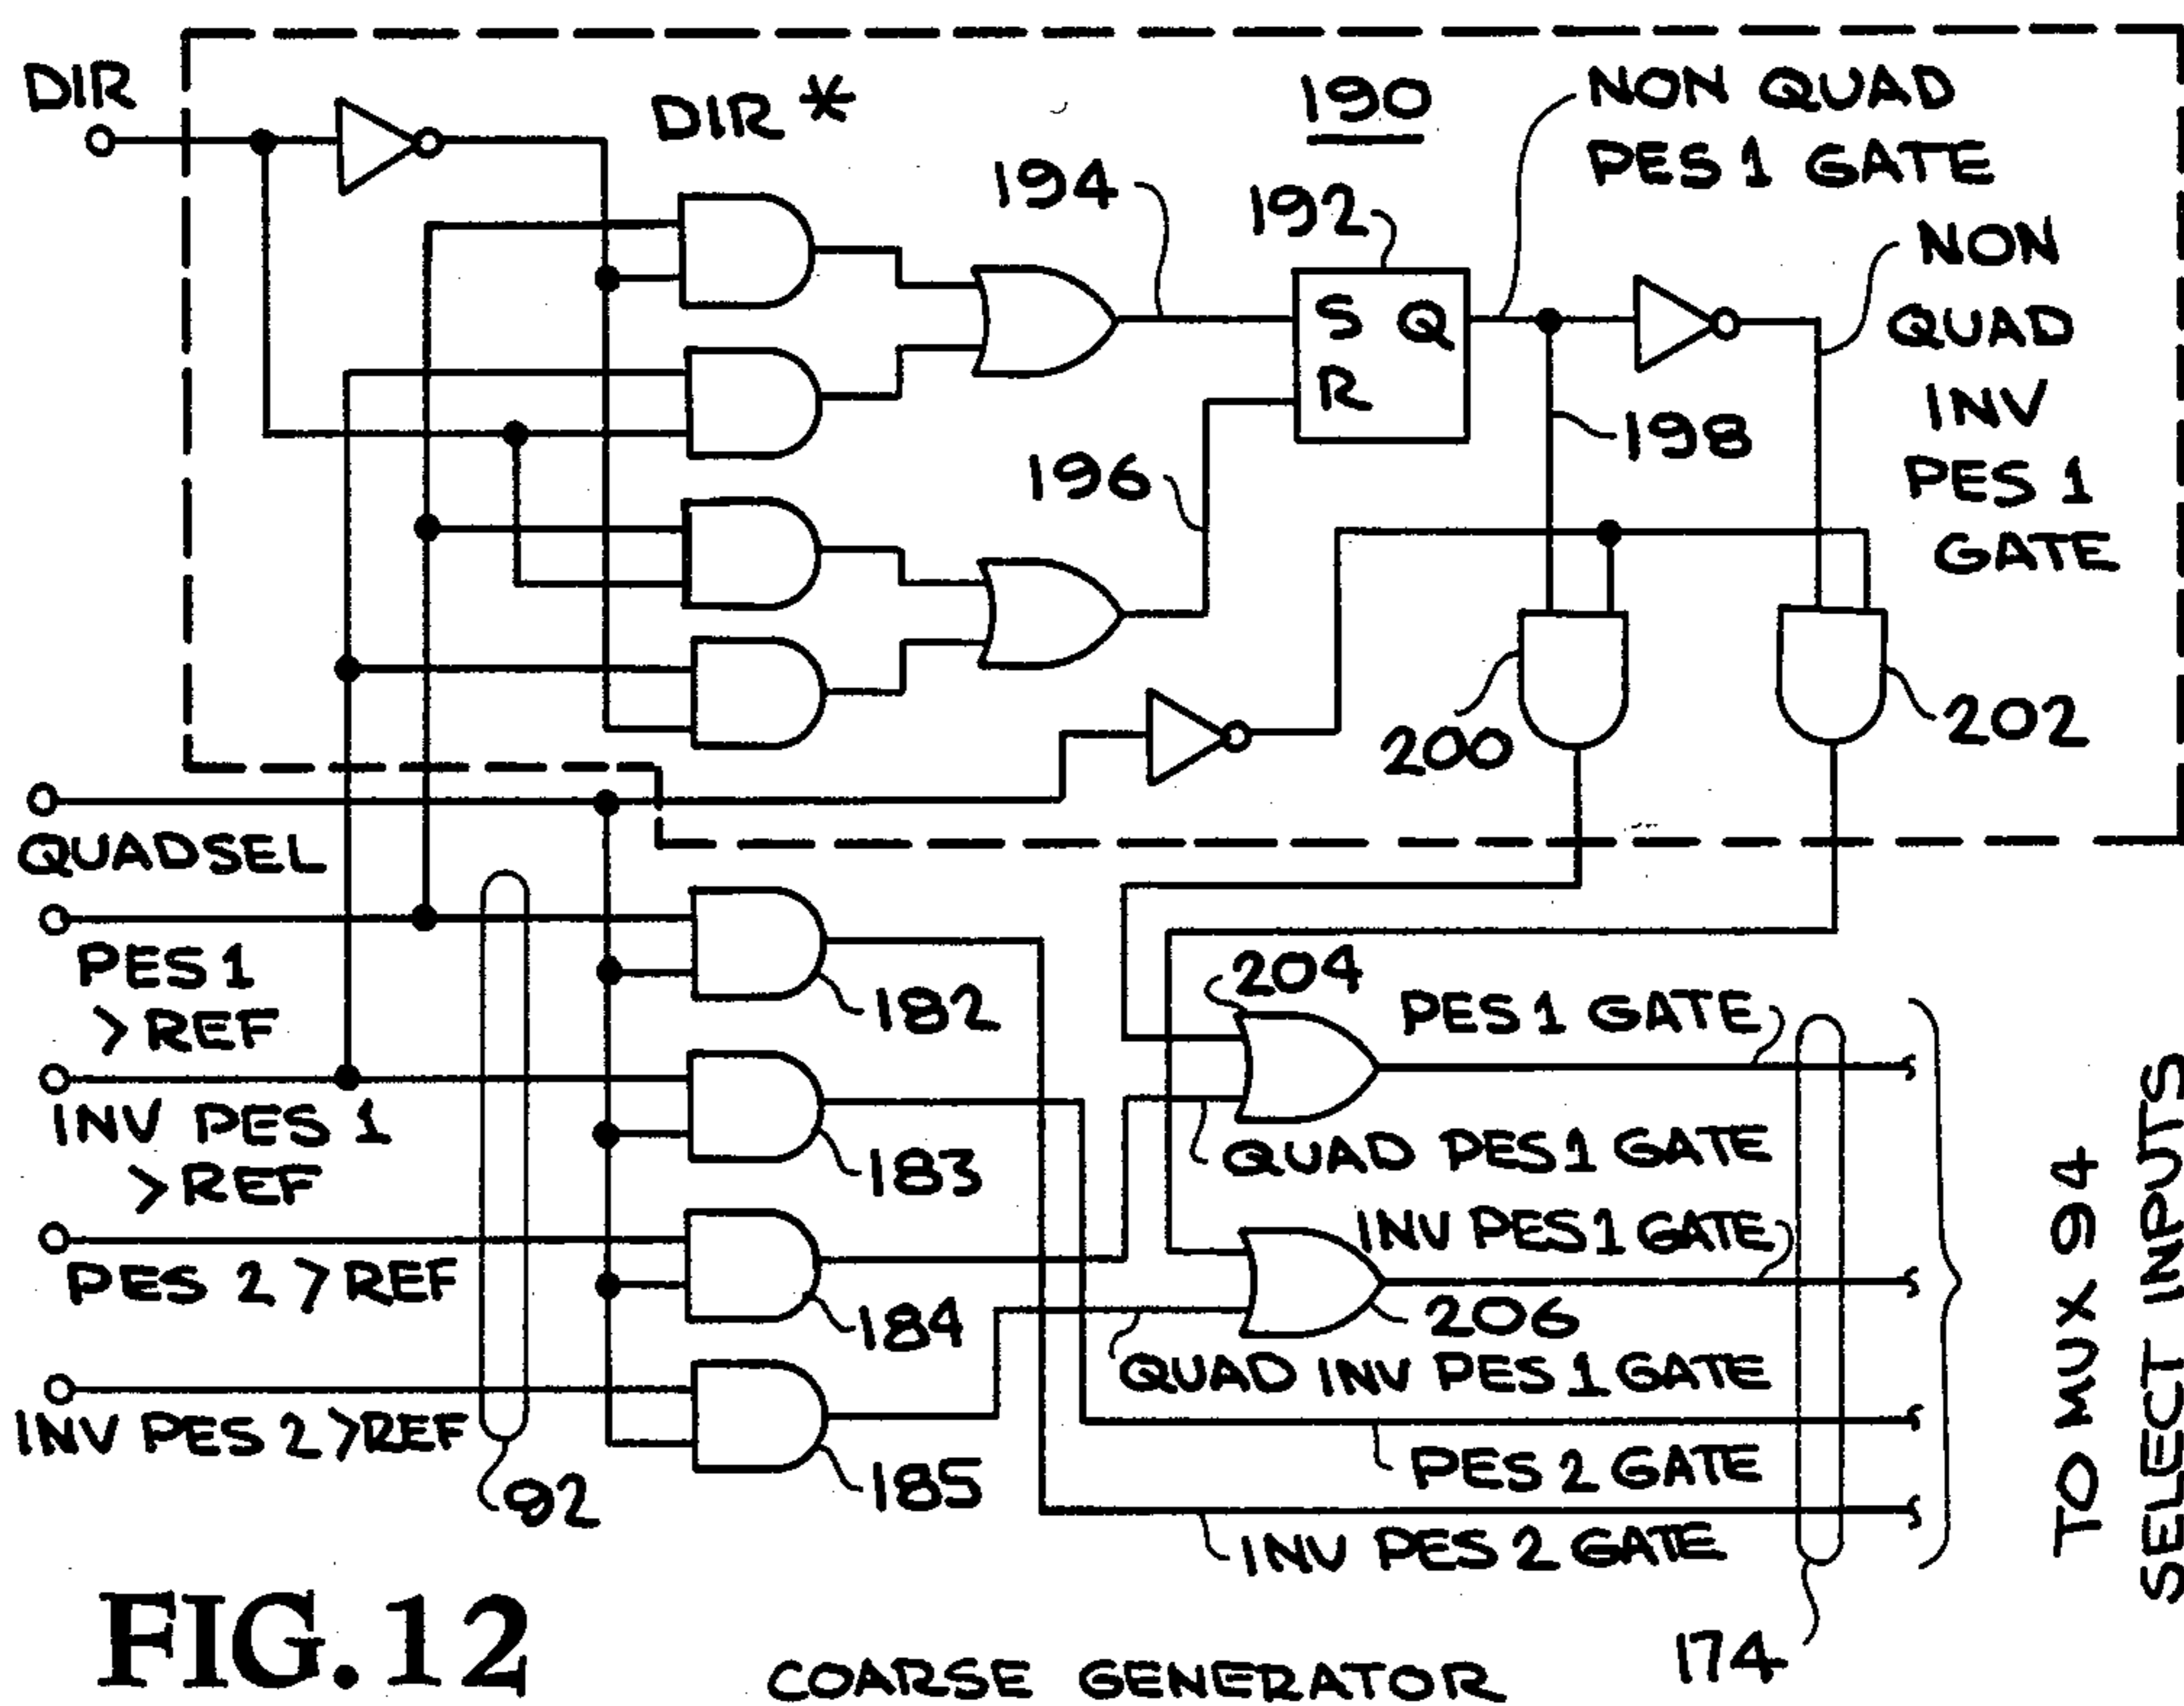 DIR
DIR *
190
NON QUAD
PES 1 GATE
194
192
NON
QUAD
INV
PES 1
GATE
S Q
R
198
196
200
202
QUADSEL
PES 1
>REF
182
204
PES 1 GATE
INV PES 1
>REF
183
QUAD PES 1 GATE
INV PES 1 GATE
PES 2 >REF
184
206
QUAD INV PES 1 GATE
INV PES 2 >REF
92
185
PES 2 GATE
INV PES 2 GATE
TO MUX 94
SELECT INPUTS
174
FIG. 12
COARSE GENERATOR